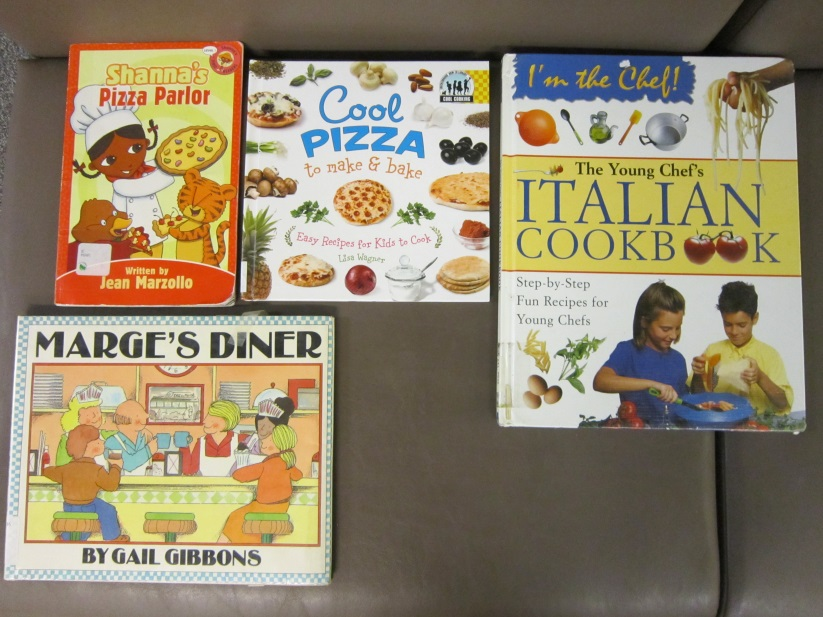 Shanna's
Pizza Parlor
Written by
Jean Marzollo
Cool
PIZZA
to make & bake
Easy Recipes for Kids to Cook
Lisa Wagner
COOL COOKING
I'm the Chef!
The Young Chef's
ITALIAN
COOKBOOK
Step-by-Step
Fun Recipes for
Young Chefs
MARGE'S DINER
BY GAIL GIBBONS